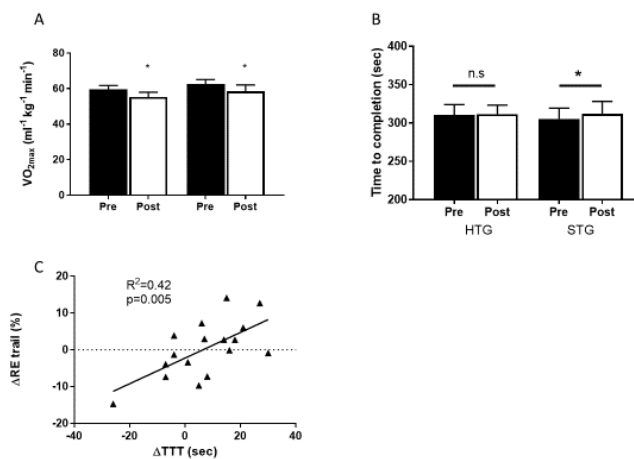 A
VO2max (ml-1 kg-1 min-1)
80
60
40
20
0
*
*
Pre
Post
Pre
Post
B
Time to completion (sec)
400
350
300
250
200
n.s
*
Pre
Post
Pre
Post
HTG
STG
C
ΔRE trail (%)
20
10
0
-10
-20
R2=0.42
p=0.005
-40
-20
0
20
40
ΔTTT (sec)